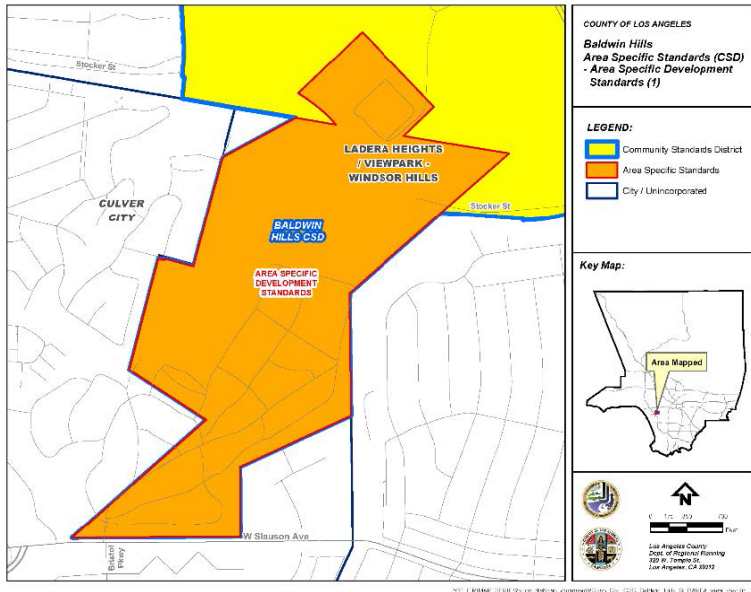 Stocker St
CULVER
CITY
LADERA HEIGHTS
/ VIEWPARK -
WINDSOR HILLS
Stocker St
BALDWIN
HILLS CSD
AREA SPECIFIC
DEVELOPMENT
STANDARDS
W Slauson Ave
Bristol
Pkwy
COUNTY OF LOS ANGELES
Baldwin Hills
Area Specific Standards (CSD)
- Area Specific Development
Standards (1)
LEGEND:
Community Standards District
Area Specific Standards
City / Unincorporated
Key Map:
Area Mapped
N
Los Angeles County
Dept. of Regional Planning
320 W. Temple St.
Los Angeles, CA 90012